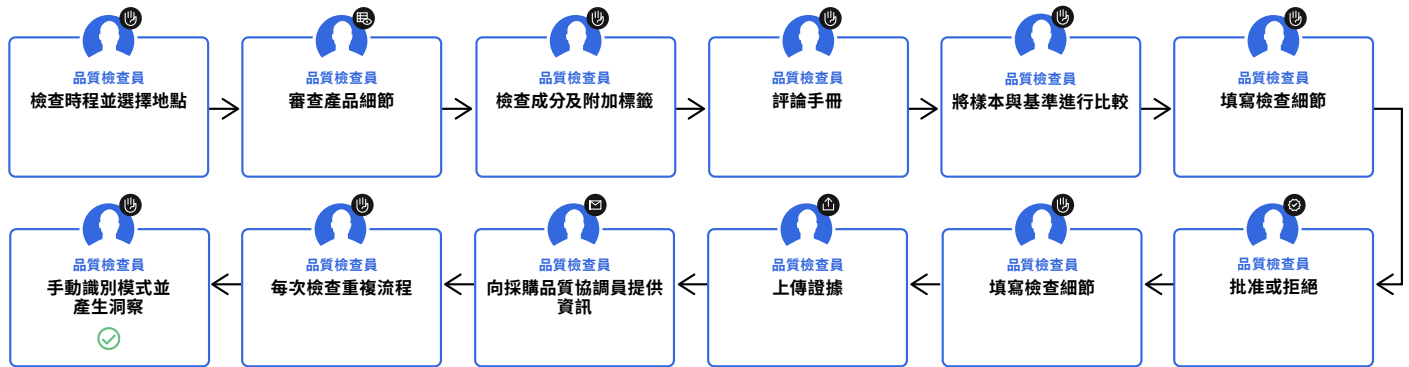 品質檢查員
檢查時程並選擇地點
品質檢查員
審查產品細節
品質檢查員
檢查成分及附加標籤
品質檢查員
評論手冊
品質檢查員
將樣本與基準進行比較
品質檢查員
填寫檢查細節
品質檢查員
批准或拒絕
品質檢查員
填寫檢查細節
品質檢查員
上傳證據
品質檢查員
向採購品質協調員提供
資訊
品質檢查員
每次檢查重複流程
品質檢查員
手動識別模式並
產生洞察